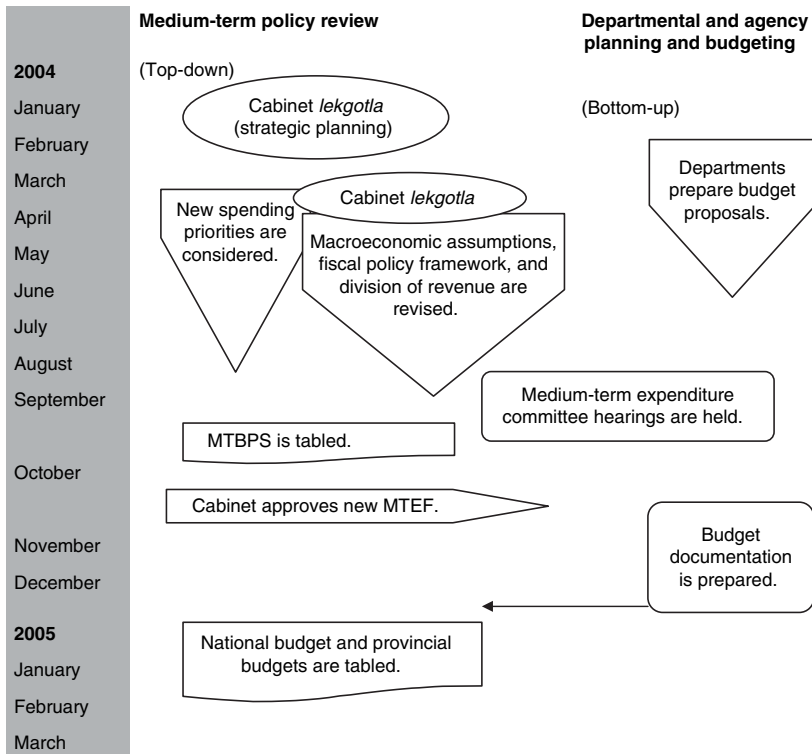 Medium-term policy review
Departmental and agency
planning and budgeting
2004
(Top-down)
January
Cabinet lekgotla
(strategic planning)
(Bottom-up)
February
March
Departments
prepare budget
proposals.
Cabinet lekgotla
April
New spending
priorities are
considered.
May
Macroeconomic assumptions,
fiscal policy framework, and
division of revenue are
revised.
June
July
August
September
Medium-term expenditure
committee hearings are held.
MTBPS is tabled.
October
Cabinet approves new MTEF.
November
Budget
documentation
is prepared.
December
2005
National budget and provincial
budgets are tabled.
January
February
March